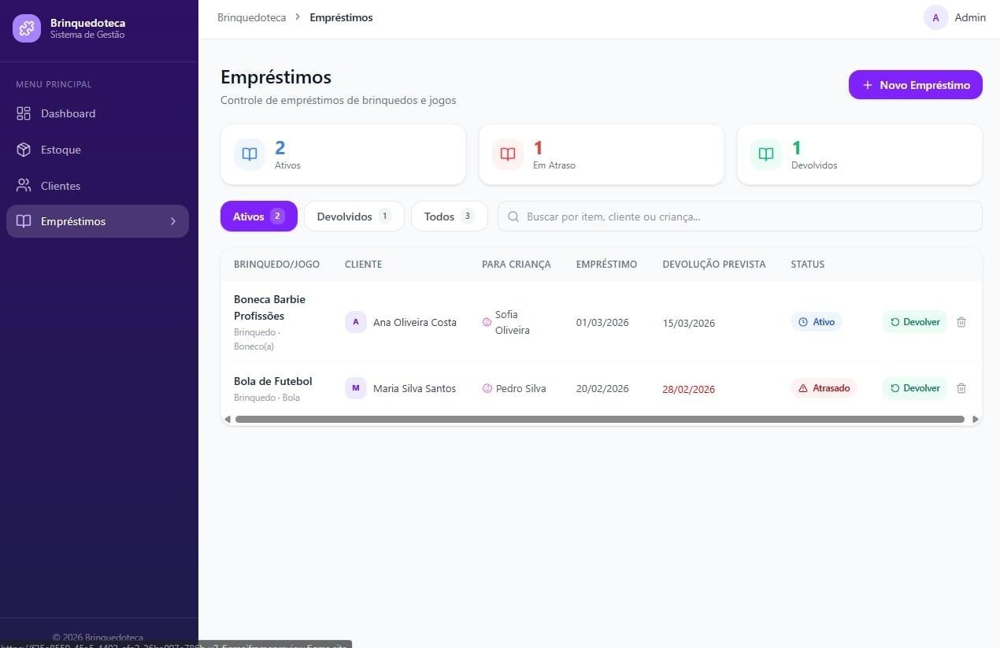 Brinquedoteca
Sistema de Gestão
MENU PRINCIPAL
Dashboard
Estoque
Clientes
Empréstimos
© 2026 Brinquedoteca
Brinquedoteca > Empréstimos
A Admin
Empréstimos
Controle de empréstimos de brinquedos e jogos
+ Novo Empréstimo
2
Ativos
1
Em Atraso
1
Devolvidos
Ativos 2
Devolvidos 1
Todos 3
Buscar por item, cliente ou criança...
BRINQUEDO/JOGO CLIENTE PARA CRIANÇA EMPRÉSTIMO DEVOLUÇÃO PREVISTA STATUS
Boneca Barbie
Profissões
Brinquedo ·
Boneco(a)
A Ana Oliveira Costa
Sofia
Oliveira
01/03/2026
15/03/2026
Ativo
Devolver
Bola de Futebol
Brinquedo · Bola
M Maria Silva Santos
Pedro Silva
20/02/2026
28/02/2026
Atrasado
Devolver